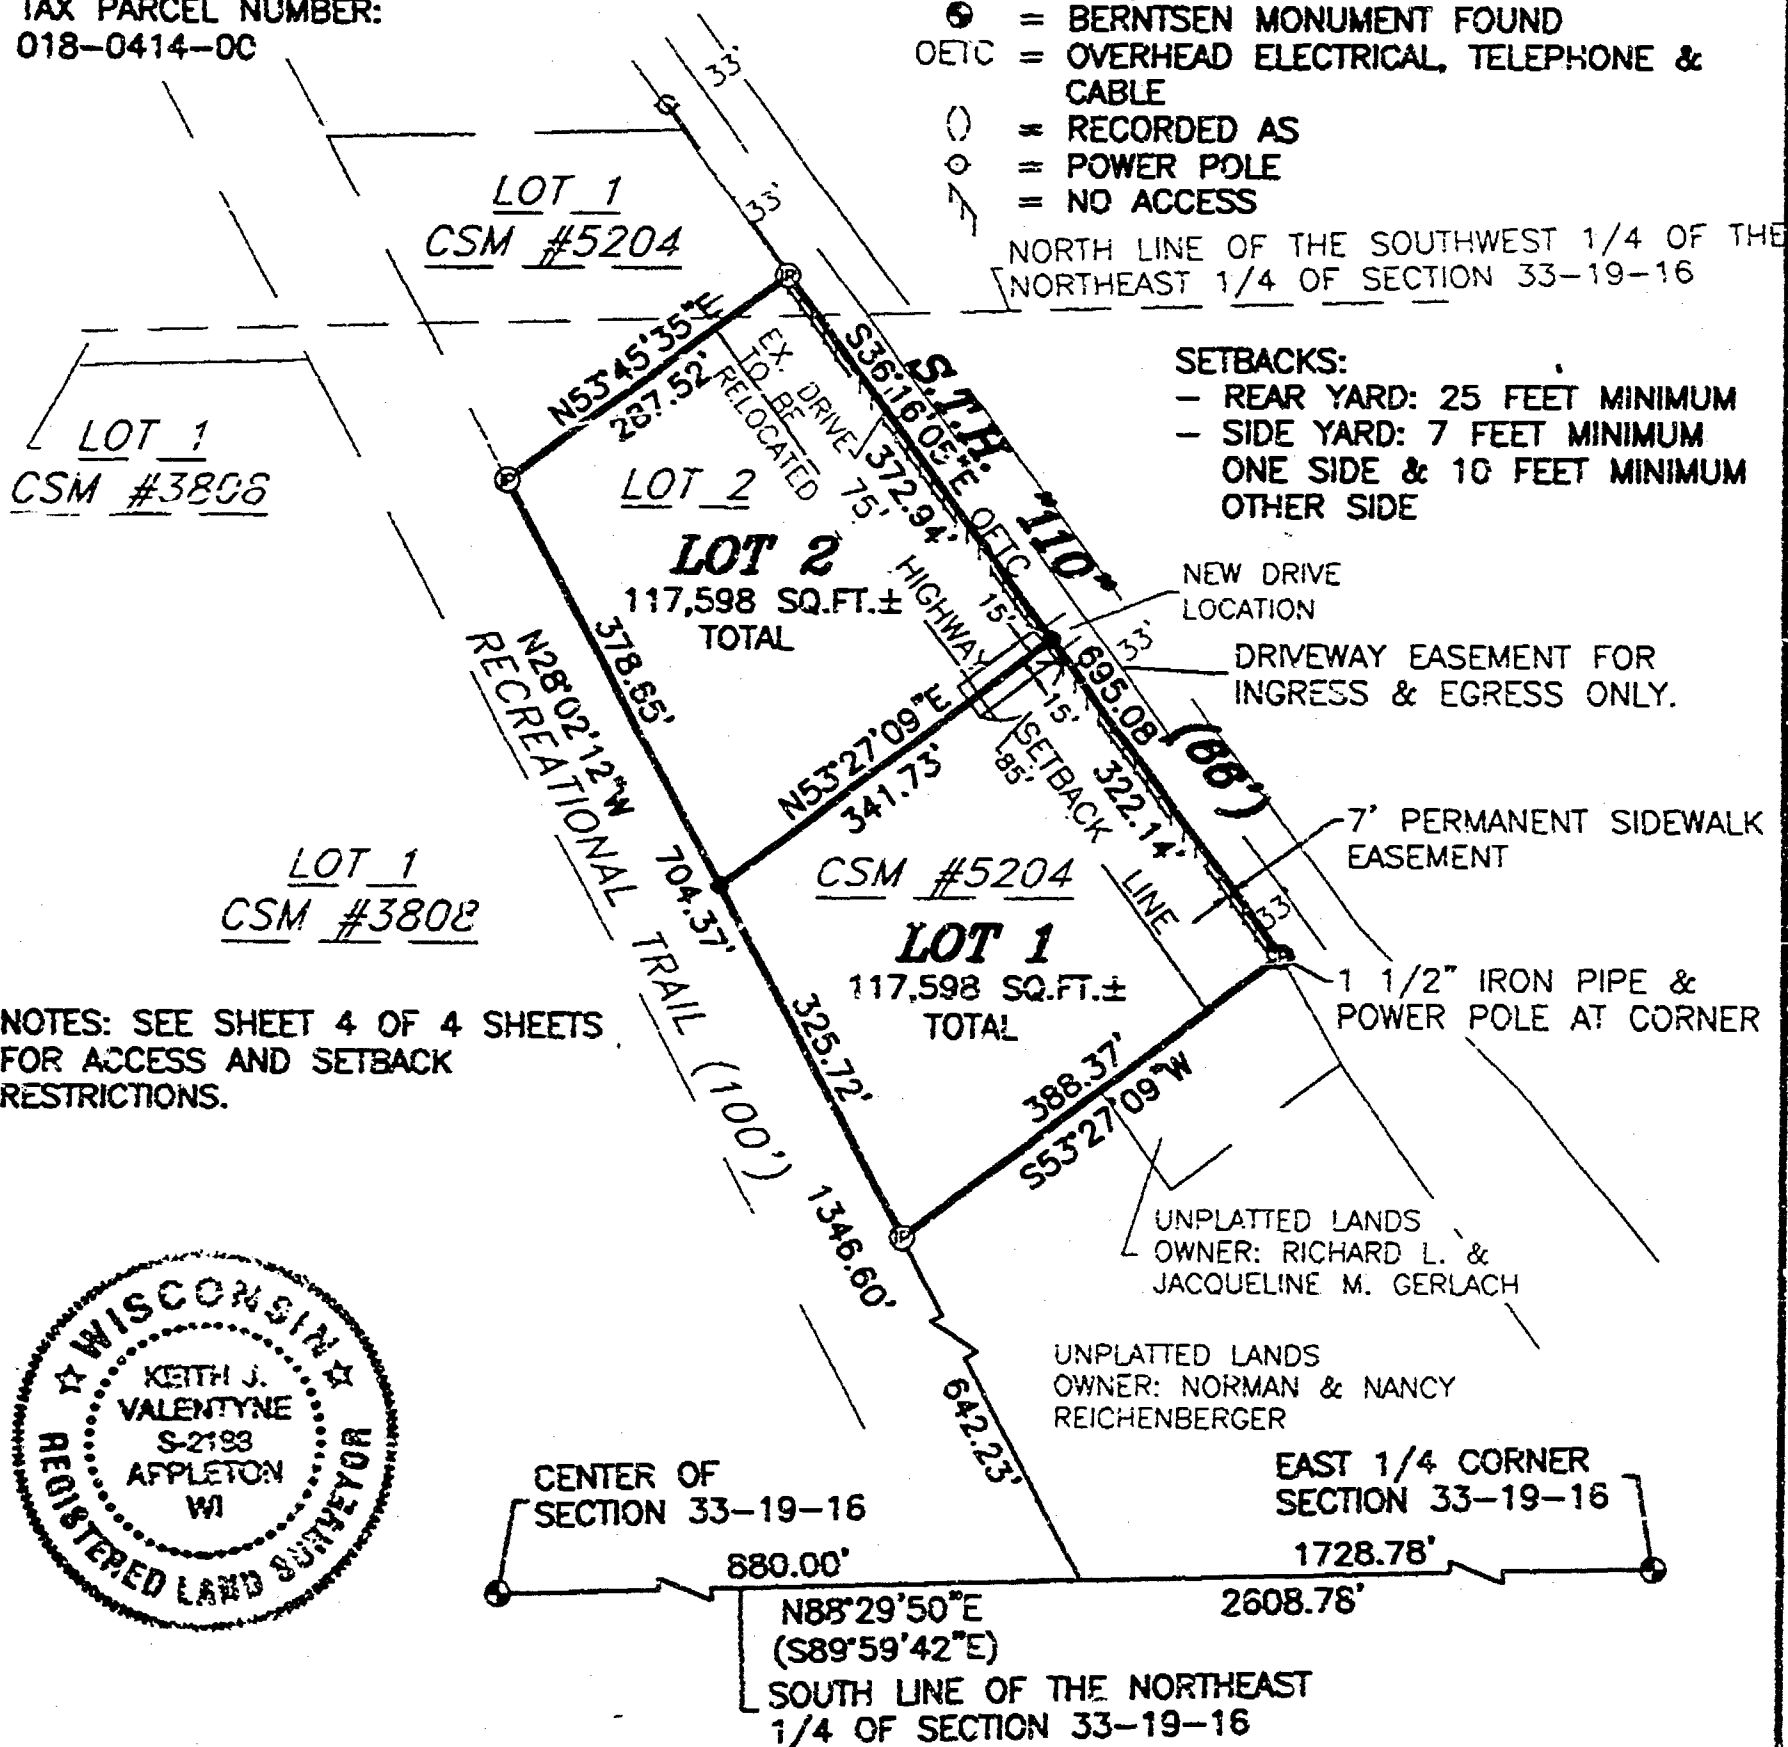 TAX PARCEL NUMBER:
018-0414-00
= BERNTSEN MONUMENT FOUND
OETC = OVERHEAD ELECTRICAL, TELEPHONE &
CABLE
() = RECORDED AS
= POWER POLE
= NO ACCESS
NORTH LINE OF THE SOUTHWEST 1/4 OF THE
NORTHEAST 1/4 OF SECTION 33-19-16
33'
33'
LOT 1
CSM #5204
IP
N53°45'35"E
287.52'
EX. DRIVE
TO BE
RELOCATED
S36°16'05"E
372.94'
S.T.H. "110"
(66')
SETBACKS:
- REAR YARD: 25 FEET MINIMUM
- SIDE YARD: 7 FEET MINIMUM
ONE SIDE & 10 FEET MINIMUM
OTHER SIDE
LOT 1
CSM #3808
IP
LOT 2
75'
OETC
LOT 2
117,598 SQ.FT.±
TOTAL
HIGHWAY
SETBACK
LINE
15'
15'
85'
NEW DRIVE
LOCATION
33'
DRIVEWAY EASEMENT FOR
INGRESS & EGRESS ONLY.
695.08'
322.14'
378.65'
N28°02'12"W
704.37'
RECREATIONAL TRAIL (100')
N53°27'09"E
341.73'
7' PERMANENT SIDEWALK
EASEMENT
LOT 1
CSM #3808
CSM #5204
LOT 1
117,598 SQ.FT.±
TOTAL
33'
1 1/2" IRON PIPE &
POWER POLE AT CORNER
NOTES: SEE SHEET 4 OF 4 SHEETS
FOR ACCESS AND SETBACK
RESTRICTIONS.
325.72'
388.37'
S53°27'09"W
IP
1346.60'
UNPLATTED LANDS
OWNER: RICHARD L. &
JACQUELINE M. GERLACH
UNPLATTED LANDS
OWNER: NORMAN & NANCY
REICHENBERGER
642.23'
WISCONSIN
KEITH J.
VALENTYNE
S-2183
APPLETON
WI
REGISTERED LAND SURVEYOR
CENTER OF
SECTION 33-19-16
EAST 1/4 CORNER
SECTION 33-19-16
880.00'
1728.78'
N88°29'50"E
2608.78'
(S89°59'42"E)
SOUTH LINE OF THE NORTHEAST
1/4 OF SECTION 33-19-16